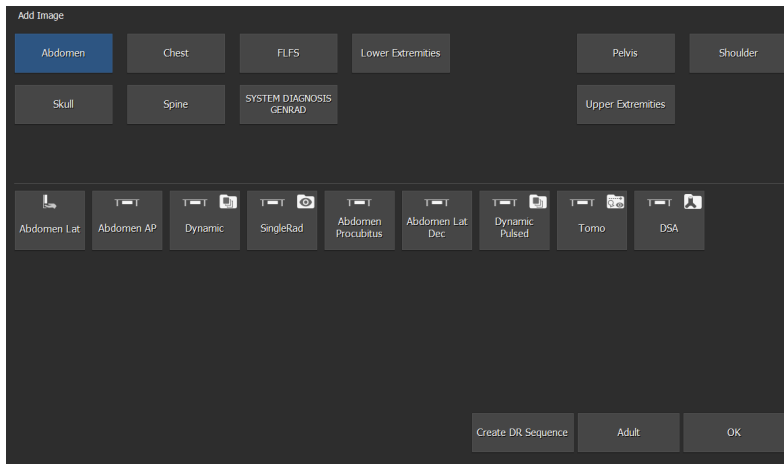 Add Image
Abdomen
Chest
FLFS
Lower Extremities
Pelvis
Shoulder
Skull
Spine
SYSTEM DIAGNOSIS
GENRAD
Upper Extremities
Abdomen Lat
Abdomen AP
Dynamic
SingleRad
Abdomen
Procubitus
Abdomen Lat
Dec
Dynamic
Pulsed
Tomo
DSA
Create DR Sequence
Adult
OK